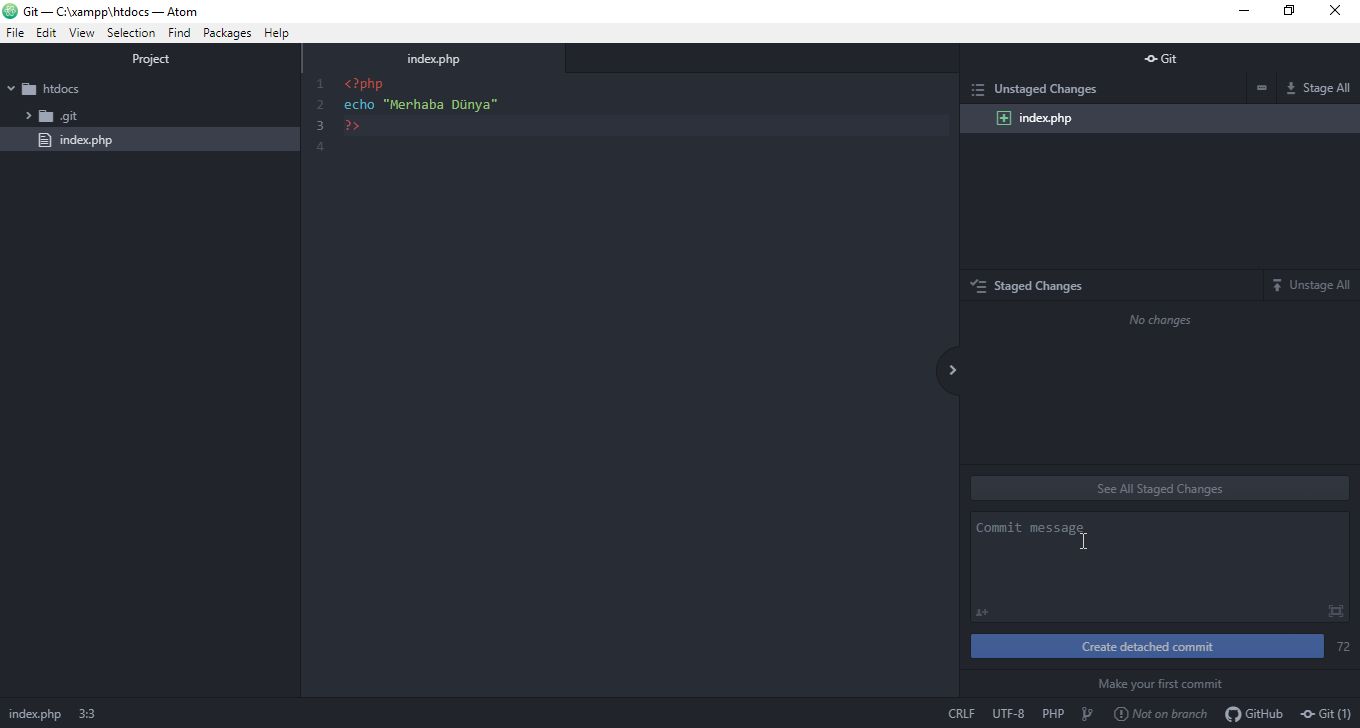 Git — C:\xampp\htdocs — Atom
File Edit View Selection Find Packages Help
Project
htdocs
.git
index.php
index.php
1 <?php
2 echo "Merhaba Dünya"
3 ?>
4
Git
Unstaged Changes
Stage All
index.php
Staged Changes
Unstage All
No changes
See All Staged Changes
Commit message
Create detached commit 72
Make your first commit
index.php 3:3 CRLF UTF-8 PHP Not on branch GitHub Git (1)